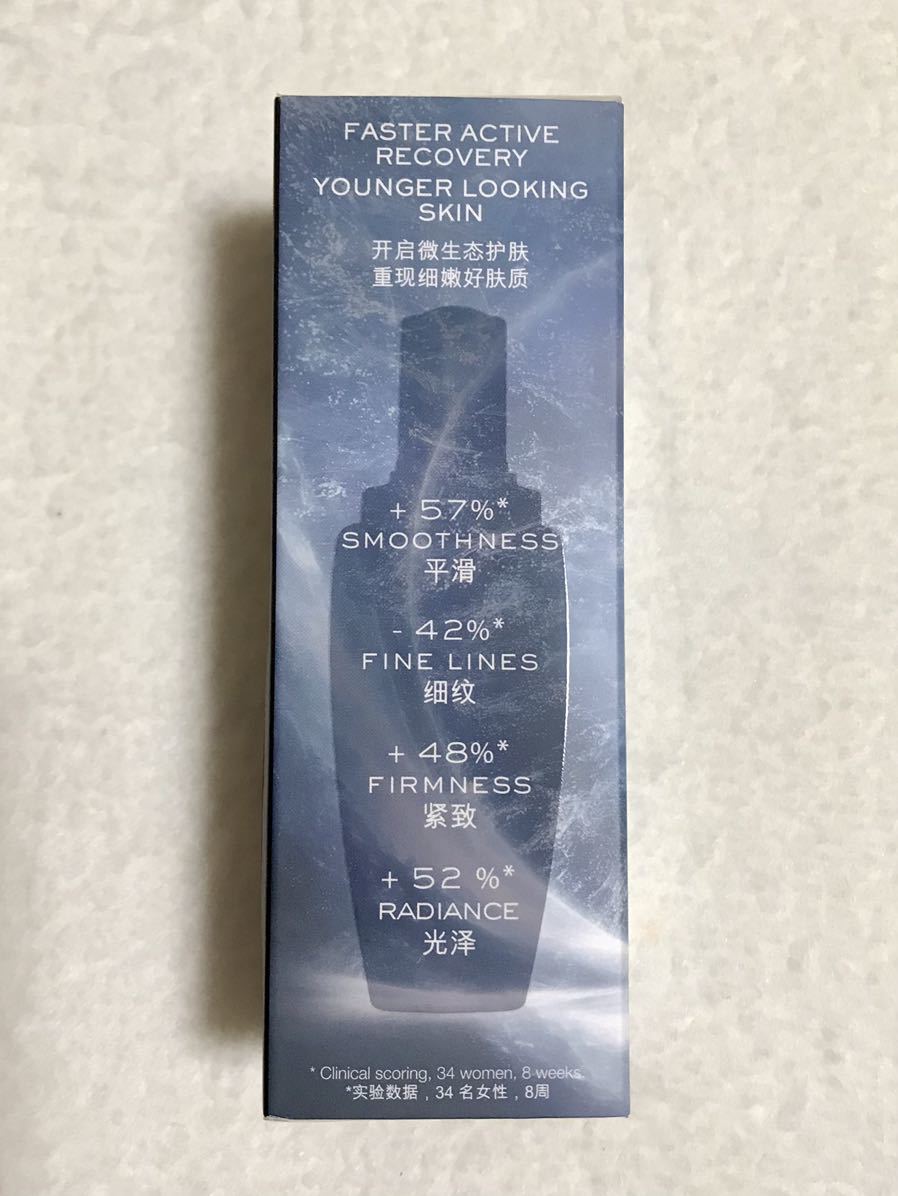 FASTER ACTIVE
RECOVERY
YOUNGER LOOKING
SKIN
开启微生态护肤
重现细嫩好肤质
+ 57%*
SMOOTHNESS
平滑
- 42%*
FINE LINES
细纹
+ 48%*
FIRMNESS
紧致
+ 52 %*
RADIANCE
光泽
* Clinical scoring, 34 women, 8 weeks.
*实验数据，34 名女性，8周